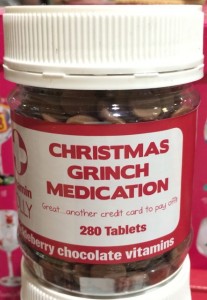 CHRISTMAS
GRINCH
MEDICATION
Great...another credit card to pay off!!
280 Tablets
chocolate vitamins